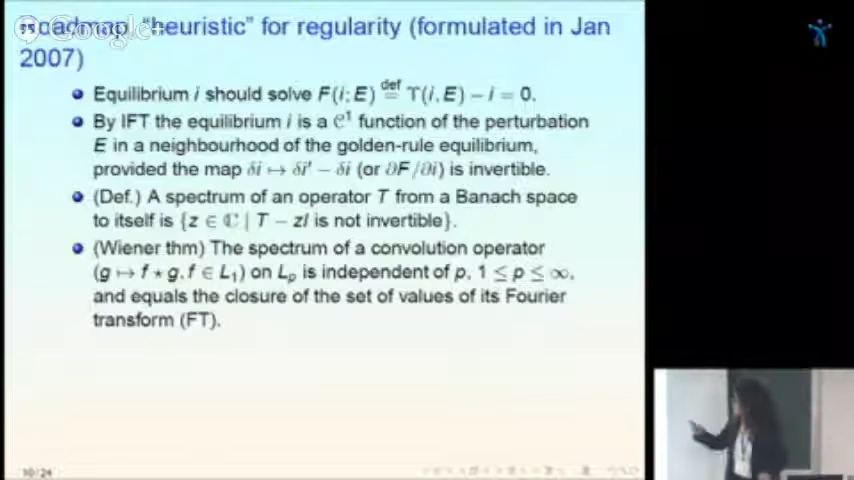 roadmap "heuristic" for regularity (formulated in Jan
Google+
2007)
Equilibrium i should solve F(i; E) def= Υ(i, E) − i = 0.
By IFT the equilibrium i is a C¹ function of the perturbation
E in a neighbourhood of the golden-rule equilibrium,
provided the map δi ↦ δi′ − δi (or ∂F/∂i) is invertible.
(Def.) A spectrum of an operator T from a Banach space
to itself is {z ∈ ℂ | T − zI is not invertible}.
(Wiener thm) The spectrum of a convolution operator
(g ↦ f ⋆ g, f ∈ L₁) on Lₚ is independent of p, 1 ≤ p ≤ ∞,
and equals the closure of the set of values of its Fourier
transform (FT).
10/24